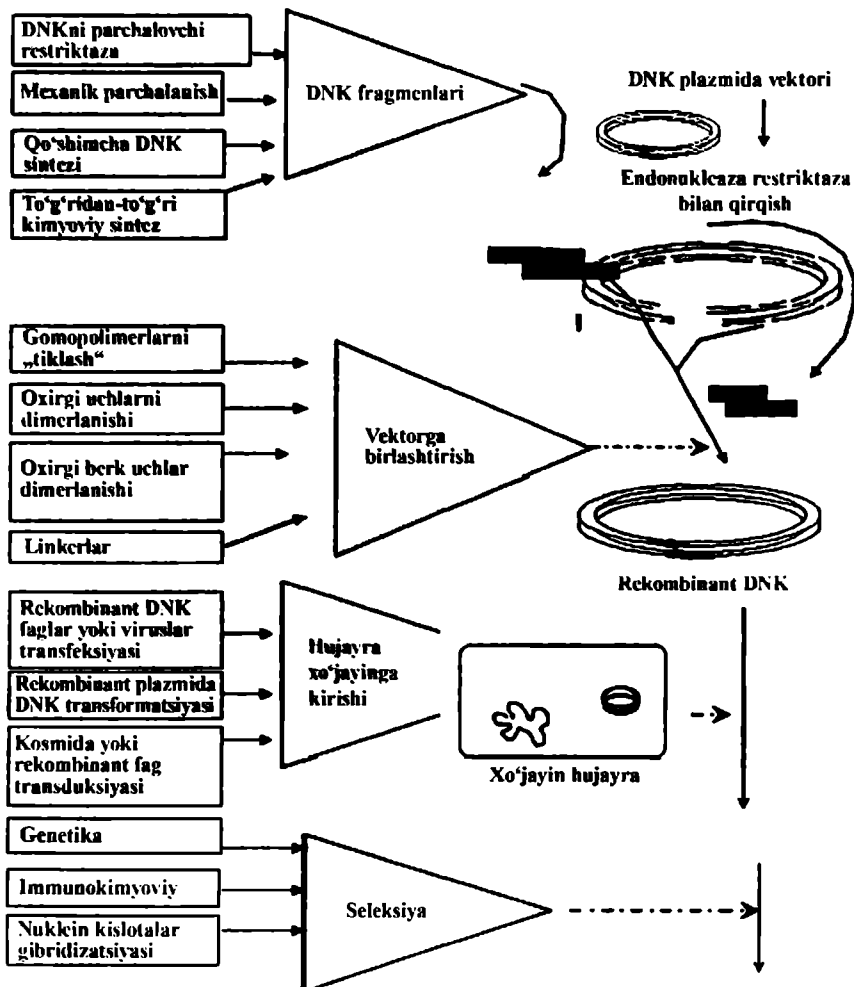 DNKni parchalovchi
restriktaza
Mexanik parchalanish
Qo‘shimcha DNK
sintezi
To‘g‘ridan-to‘g‘ri
kimyoviy sintez
DNK fragmenlari
DNK plazmida vektori
Endonukleaza restriktaza
bilan qirqish
Gomopolimerlarni
„tiklash“
Oxirgi uchlarni
dimerlanishi
Oxirgi berk uchlar
dimerlanishi
Linkerlar
Vektorga
birlashtirish
Rekombinant DNK
Rekombinant DNK
faglar yoki viruslar
transfeksiyasi
Rekombinant plazmida
DNK transformatsiyasi
Kosmida yoki
rekombinant fag
transduksiyasi
Hujayra
xo‘jayinga
kirishi
Xo‘jayin hujayra
Genetika
Immunokimyoviy
Nuklein kislotalar
gibridizatsiyasi
Seleksiya